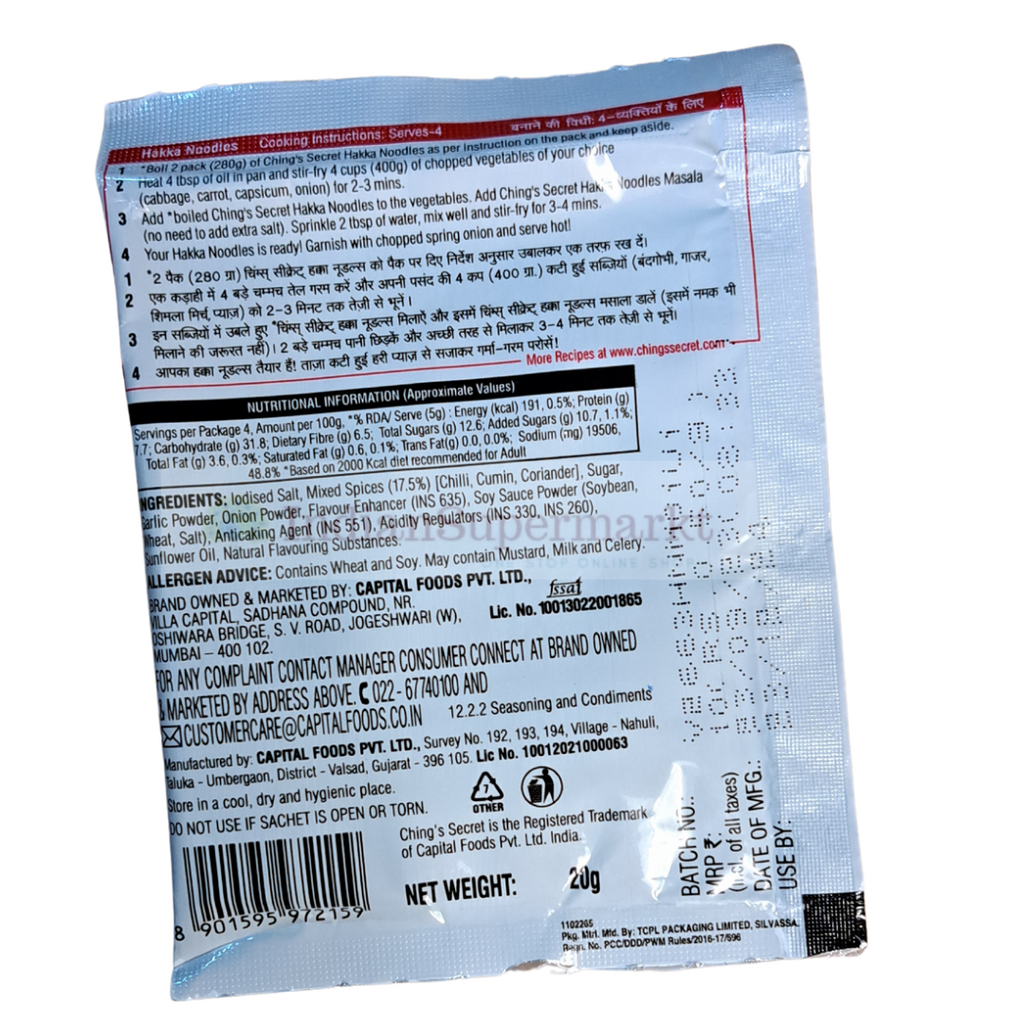 Hakka Noodles Cooking Instructions: Serves-4 बनाने की विधी: 4-व्यक्तियों के लिए
1 *Boil 2 pack (280g) of Ching's Secret Hakka Noodles as per instruction on the pack and keep aside.
2 Heat 4 tbsp of oil in pan and stir-fry 4 cups (400g) of chopped vegetables of your choice
(cabbage, carrot, capsicum, onion) for 2-3 mins.
3 Add *boiled Ching's Secret Hakka Noodles to the vegetables. Add Ching's Secret Hakka Noodles Masala
(no need to add extra salt). Sprinkle 2 tbsp of water, mix well and stir-fry for 3-4 mins.
4 Your Hakka Noodles is ready! Garnish with chopped spring onion and serve hot!
1 *2 पैक (280 ग्रा) चिंग्स् सीक्रेट् हक्का नूडल्स को पैक पर दिए निर्देश अनुसार उबालकर एक तरफ रख दें।
2 एक कड़ाही में 4 बड़े चम्मच तेल गरम करें और अपनी पसंद की 4 कप (400 ग्रा.) कटी हुई सब्ज़ियों (बंदगोभी, गाजर,
शिमला मिर्च, प्याज़) को 2-3 मिनट तक तेज़ी से भूनें।
3 इन सब्ज़ियों में उबले हुए *चिंग्स् सीक्रेट् हक्का नूडल्स मिलाऐं और इसमें चिंग्स् सीक्रेट् हक्का नूडल्स मसाला डालें (इसमें नमक भी
मिलाने की जरूरत नहीं)। 2 बड़े चम्मच पानी छिड़कें और अच्छी तरह से मिलाकर 3-4 मिनट तक तेज़ी से भूनें।
4 आपका हक्का नूडल्स तैयार हैं! ताज़ा कटी हुई हरी प्याज़ से सजाकर गर्मा-गरम परोसें!
More Recipes at www.chingssecret.com
NUTRITIONAL INFORMATION (Approximate Values)
Servings per Package 4, Amount per 100g, *% RDA/ Serve (5g) : Energy (kcal) 191, 0.5%; Protein (g)
7.7; Carbohydrate (g) 31.8; Dietary Fibre (g) 6.5; Total Sugars (g) 12.6; Added Sugars (g) 10.7, 1.1%;
Total Fat (g) 3.6, 0.3%; Saturated Fat (g) 0.6, 0.1%; Trans Fat(g) 0.0, 0.0%; Sodium (mg) 19506,
48.8% *Based on 2000 Kcal diet recommended for Adult
INGREDIENTS: Iodised Salt, Mixed Spices (17.5%) [Chilli, Cumin, Coriander], Sugar,
Garlic Powder, Onion Powder, Flavour Enhancer (INS 635), Soy Sauce Powder (Soybean,
Wheat, Salt), Anticaking Agent (INS 551), Acidity Regulators (INS 330, INS 260),
Sunflower Oil, Natural Flavouring Substances.
ALLERGEN ADVICE: Contains Wheat and Soy. May contain Mustard, Milk and Celery.
BRAND OWNED & MARKETED BY: CAPITAL FOODS PVT. LTD.,
VILLA CAPITAL, SADHANA COMPOUND, NR.
OSHIWARA BRIDGE, S. V. ROAD, JOGESHWARI (W),
MUMBAI – 400 102.
fssai
Lic. No. 10013022001865
FOR ANY COMPLAINT CONTACT MANAGER CONSUMER CONNECT AT BRAND OWNED
& MARKETED BY ADDRESS ABOVE. 022 - 67740100 AND
CUSTOMERCARE@CAPITALFOODS.CO.IN 12.2.2 Seasoning and Condiments
Manufactured by: CAPITAL FOODS PVT. LTD., Survey No. 192, 193, 194, Village - Nahuli,
Taluka - Umbergaon, District - Valsad, Gujarat - 396 105. Lic No. 10012021000063
Store in a cool, dry and hygienic place.
DO NOT USE IF SACHET IS OPEN OR TORN.
7
OTHER
Ching's Secret is the Registered Trademark
of Capital Foods Pvt. Ltd. India.
NET WEIGHT: 20g
8 901595 972159
BATCH NO.:
MRP ₹:
(Incl. of all taxes)
DATE OF MFG.:
USE BY:
1102265
Pkg. Mtrl. Mfd. By: TCPL PACKAGING LIMITED, SILVASSA.
Regn. No. PCC/DDD/PWM Rules/2016-17/596